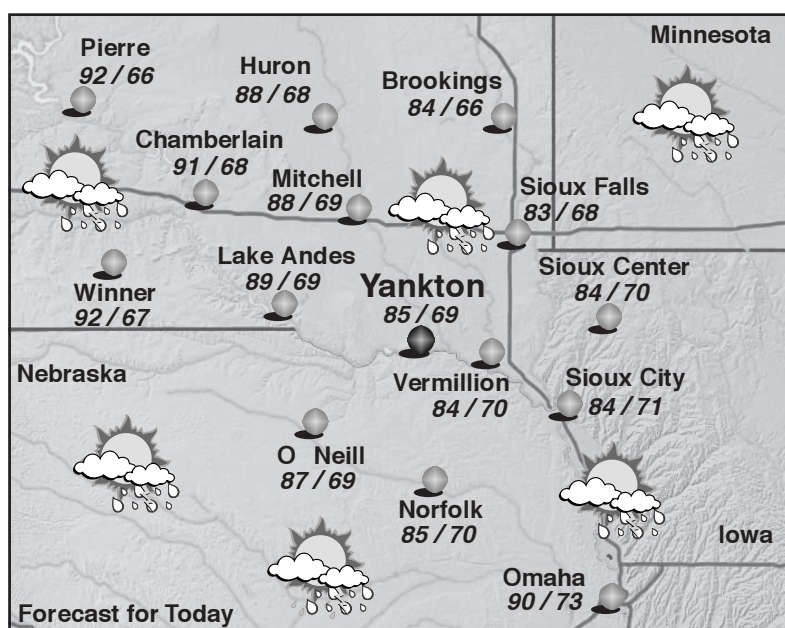 Pierre
92 / 66
Huron
88 / 68
Brookings
84 / 66
Minnesota
Chamberlain
91 / 68
Mitchell
88 / 69
Sioux Falls
83 / 68
Winner
92 / 67
Lake Andes
89 / 69
Yankton
85 / 69
Sioux Center
84 / 70
Nebraska
Vermillion
84 / 70
Sioux City
84 / 71
O Neill
87 / 69
Norfolk
85 / 70
Iowa
Omaha
90 / 73
Forecast for Today